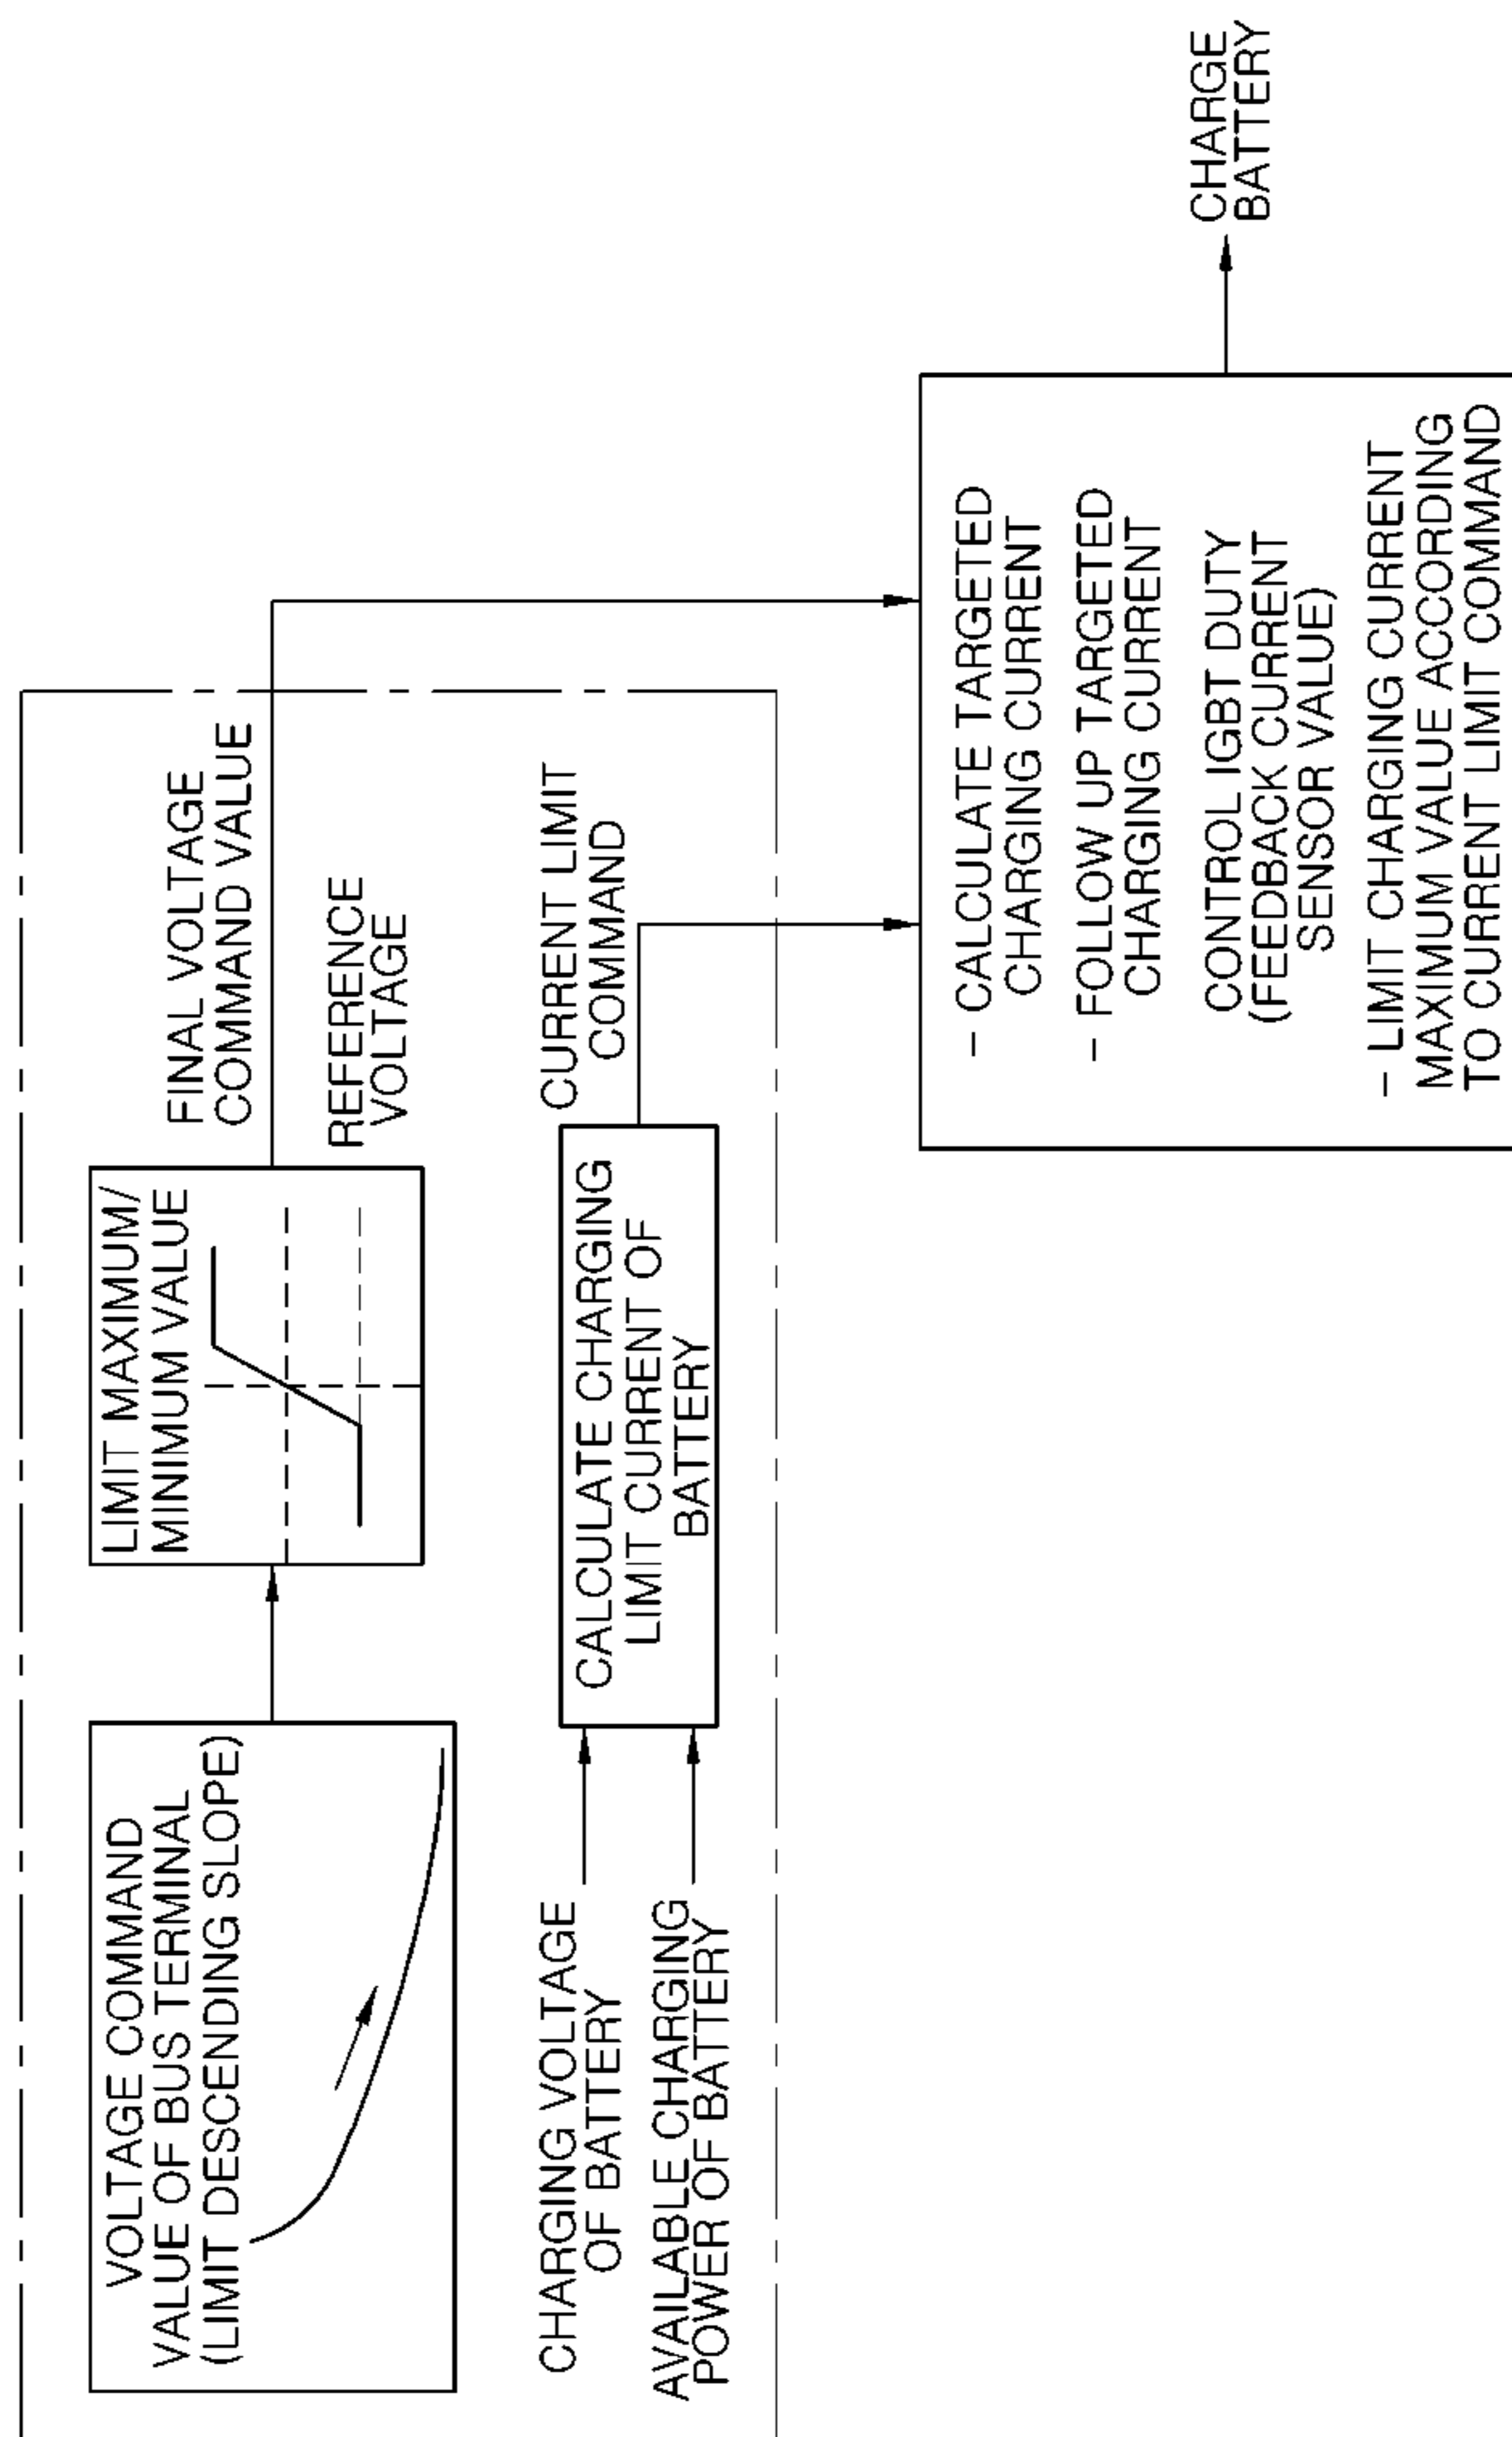 VOLTAGE COMMAND
VALUE OF BUS TERMINAL
(LIMIT DESCENDING SLOPE)
LIMIT MAXIMUM/
MINIMUM VALUE
FINAL VOLTAGE
COMMAND VALUE
REFERENCE
VOLTAGE
CHARGING VOLTAGE
OF BATTERY
AVAILABLE CHARGING
POWER OF BATTERY
CALCULATE CHARGING
LIMIT CURRENT OF
BATTERY
CURRENT LIMIT
COMMAND
- CALCULATE TARGETED
CHARGING CURRENT
- FOLLOW UP TARGETED
CHARGING CURRENT
CONTROL IGBT DUTY
(FEEDBACK CURRENT
SENSOR VALUE)
- LIMIT CHARGING CURRENT
MAXIMUM VALUE ACCORDING
TO CURRENT LIMIT COMMAND
CHARGE
BATTERY